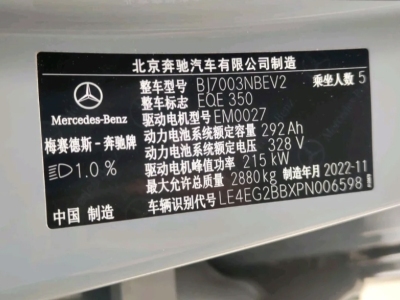 北京奔驰汽车有限公司制造
整车型号 BJ7003NBEV2 乘坐人数 5
整车标志 EQE 350
驱动电机型号 EM0027
动力电池系统额定容量 292Ah
动力电池系统额定电压 328 V
驱动电机峰值功率 215 kW
最大允许总质量 2880 kg 制造年月 2022-11
车辆识别代号 LE4EG2BBXPN006598
Mercedes-Benz
梅赛德斯-奔驰牌
1.0 %
中国 制造